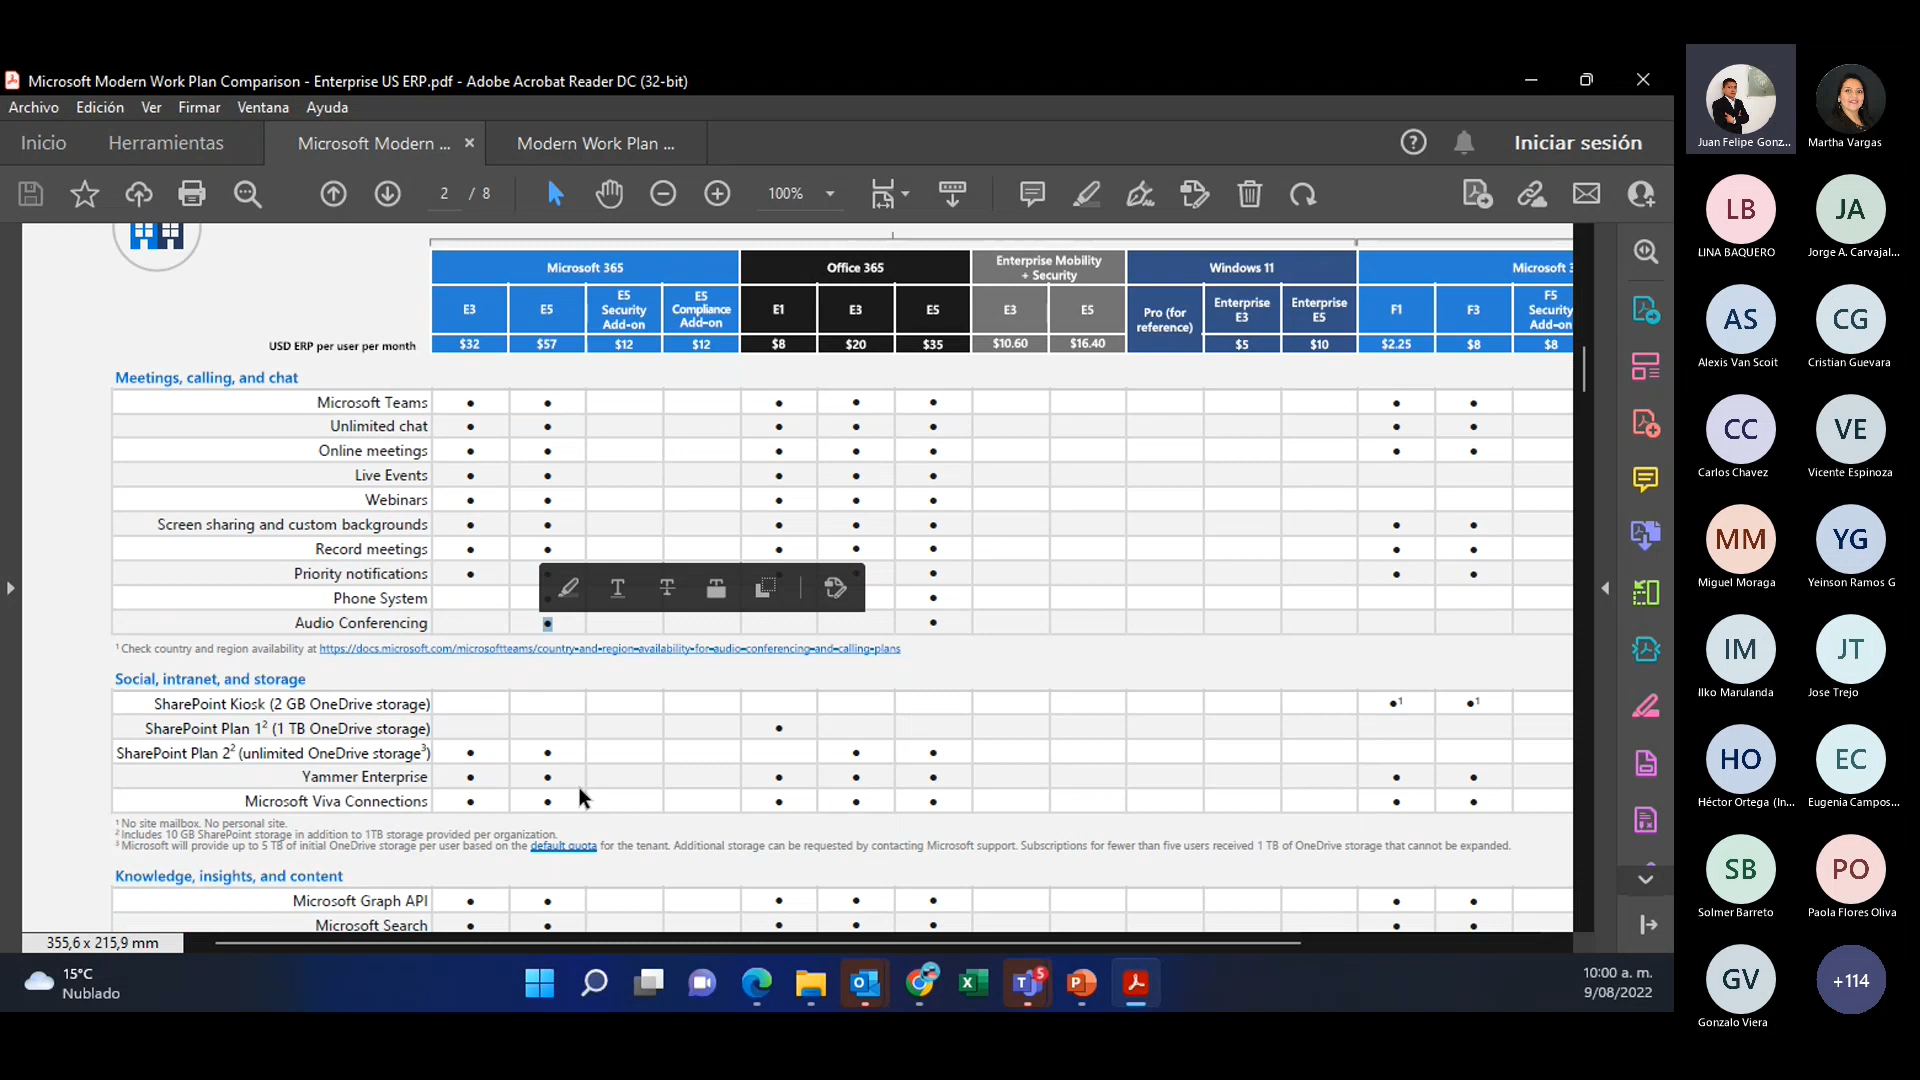 Microsoft Modern Work Plan Comparison - Enterprise US ERP.pdf - Adobe Acrobat Reader DC (32-bit)
Archivo Edición Ver Firmar Ventana Ayuda
Inicio Herramientas Microsoft Modern ... × Modern Work Plan ... Iniciar sesión
2 / 8 100%
Microsoft 365 Office 365 Enterprise Mobility + Security Windows 11 Microsoft 3
E3 E5 E5 Security Add-on E5 Compliance Add-on E1 E3 E5 E3 E5 Pro (for reference) Enterprise E3 Enterprise E5 F1 F3 F5 Security Add-on
USD ERP per user per month $32 $57 $12 $12 $8 $20 $35 $10.60 $16.40 $5 $10 $2.25 $8 $8
Meetings, calling, and chat
Microsoft Teams • • • • • • •
Unlimited chat • • • • • • •
Online meetings • • • • • • •
Live Events • • • • •
Webinars • • • • •
Screen sharing and custom backgrounds • • • • • • •
Record meetings • • • • • • •
Priority notifications • • • •
Phone System •
Audio Conferencing • •
¹ Check country and region availability at https://docs.microsoft.com/microsoftteams/country-and-region-availability-for-audio-conferencing-and-calling-plans
Social, intranet, and storage
SharePoint Kiosk (2 GB OneDrive storage) •¹ •¹
SharePoint Plan 1² (1 TB OneDrive storage) •
SharePoint Plan 2² (unlimited OneDrive storage³) • • • •
Yammer Enterprise • • • • • • •
Microsoft Viva Connections • • • • • • •
¹ No site mailbox. No personal site.
² Includes 10 GB SharePoint storage in addition to 1TB storage provided per organization.
³ Microsoft will provide up to 5 TB of initial OneDrive storage per user based on the default quota for the tenant. Additional storage can be requested by contacting Microsoft support. Subscriptions for fewer than five users received 1 TB of OneDrive storage that cannot be expanded.
Knowledge, insights, and content
Microsoft Graph API • • • • • • •
Microsoft Search • • • • • • •
355,6 x 215,9 mm
15°C
Nublado
5
10:00 a. m.
9/08/2022
Juan Felipe Gonz... Martha Vargas
LB JA
LINA BAQUERO Jorge A. Carvajal...
AS CG
Alexis Van Scoit Cristian Guevara
CC VE
Carlos Chavez Vicente Espinoza
MM YG
Miguel Moraga Yeinson Ramos G
IM JT
Ilko Marulanda Jose Trejo
HO EC
Héctor Ortega (In... Eugenia Campos...
SB PO
Solmer Barreto Paola Flores Oliva
GV +114
Gonzalo Viera